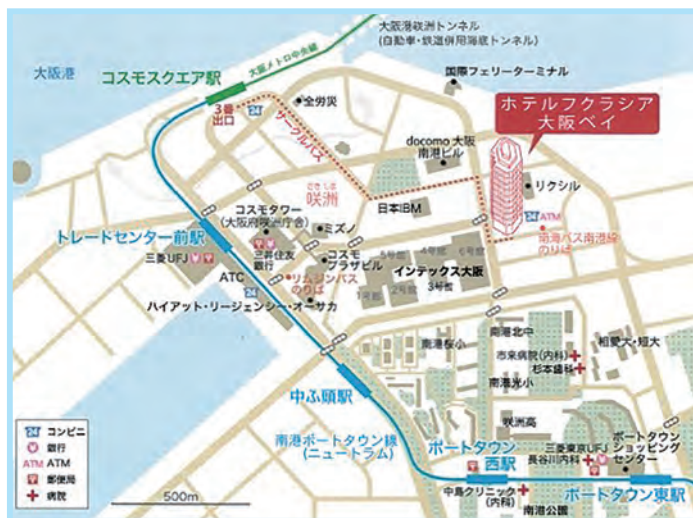 大阪港咲洲トンネル
(自動車・鉄道併用海底トンネル)
大阪港
コスモスクエア駅
大阪メトロ中央線
国際フェリーターミナル
3番
出口
全労災
サークルバス
ホテルフクラシア
大阪ベイ
docomo 大阪
南港ビル
さきしま
咲洲
日本IBM
リクシル
24
ATM
南海バス南港線
のりば
コスモタワー
(大阪府咲洲庁舎)
ミズノ
トレードセンター前駅
三菱UFJ
三井住友
銀行
コスモ
プラザビル
ATC
リムジンバス
のりば
ハイアット・リージェンシー・オーサカ
5号館
4号館
6号館
インテックス大阪
1号館
2号館
3号館
南港桜小
南港北中
市来病院(内科)
杉本歯科
相愛大・短大
南港光小
中ふ頭駅
咲洲高
南港ポートタウン線
(ニュートラム)
ポートタウン
西駅
三菱東京UFJ
長谷川内科
ポートタウン
ショッピング
センター
中島クリニック
(内科)
南港公園
ポートタウン東駅
24 コンビニ
銀行
ATM ATM
郵便局
病院
500m